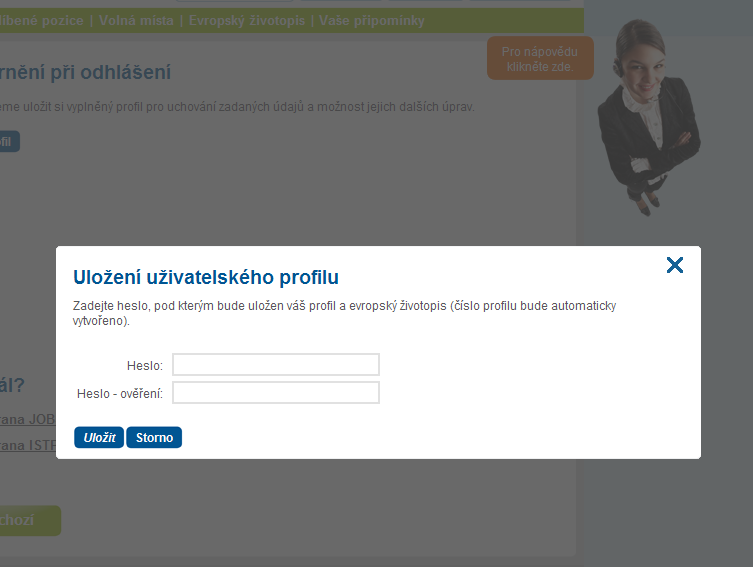 líbené pozice | Volná místa | Evropský životopis | Vaše připomínky
Pro nápovědu
klikněte zde.
rnění při odhlášení
eme uložit si vyplněný profil pro uchování zadaných údajů a možnost jejich dalších úprav.
fil
Uložení uživatelského profilu
Zadejte heslo, pod kterým bude uložen váš profil a evropský životopis (číslo profilu bude automaticky
vytvořeno).
Heslo:
Heslo - ověření:
Uložit Storno
ál?
rana JOB
rana ISTP
chozí